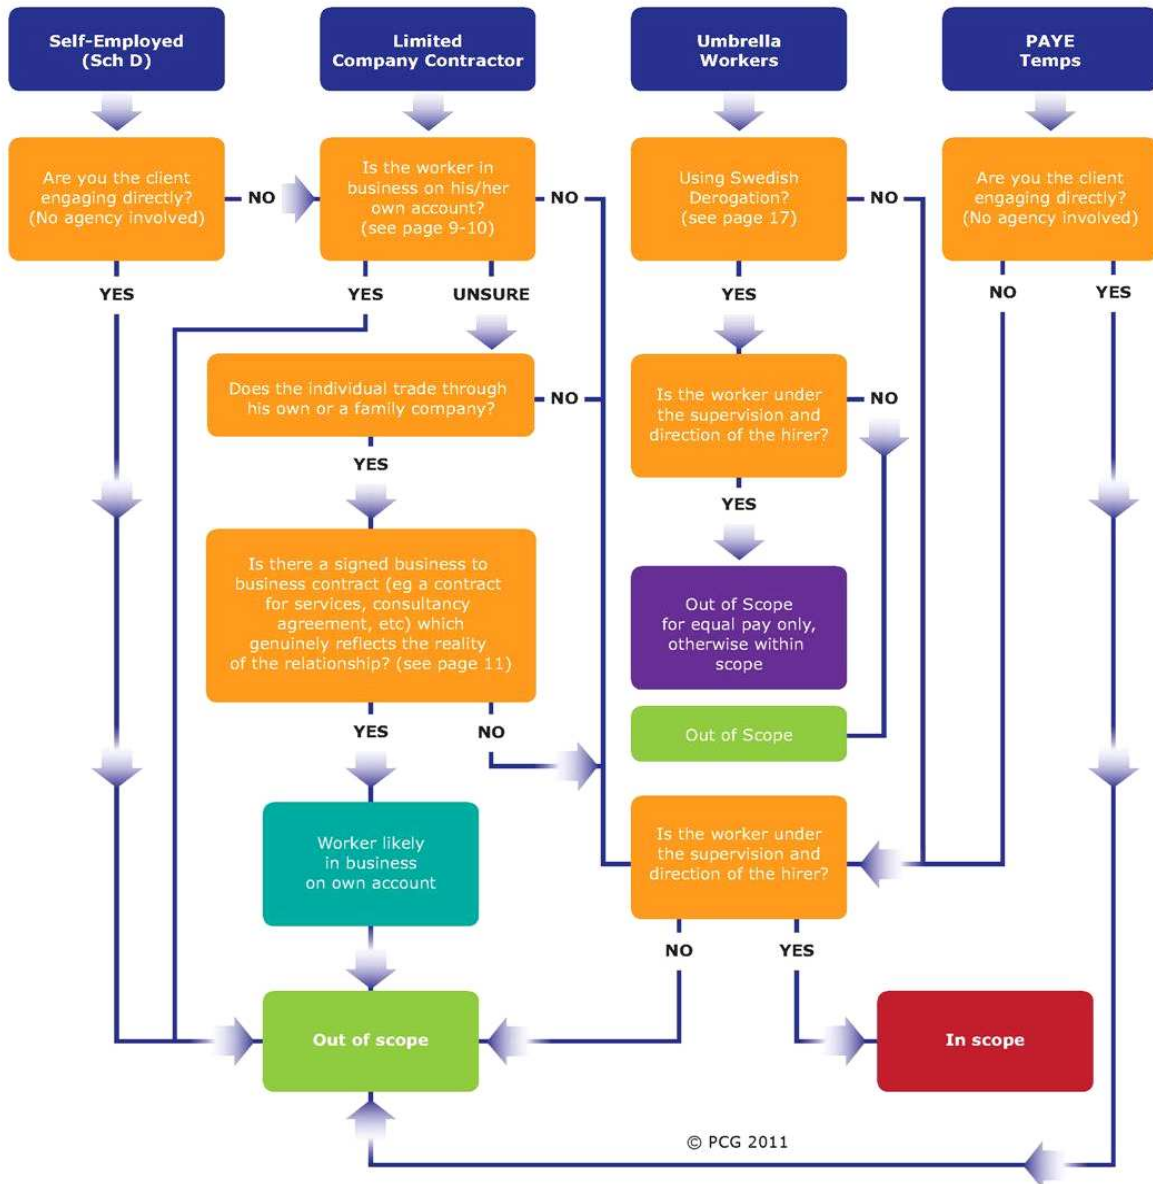 Self-Employed
(Sch D)
Limited
Company Contractor
Umbrella
Workers
PAYE
Temps
Are you the client
engaging directly?
(No agency involved)
NO
Is the worker in
business on his/her
own account?
(see page 9-10)
NO
Using Swedish
Derogation?
(see page 17)
NO
Are you the client
engaging directly?
(No agency involved)
YES
YES
UNSURE
YES
NO
YES
Does the individual trade through
his own or a family company?
NO
Is the worker under
the supervision and
direction of the hirer?
NO
YES
YES
Is there a signed business to
business contract (eg a contract
for services, consultancy
agreement, etc) which
genuinely reflects the reality
of the relationship? (see page 11)
Out of Scope
for equal pay only,
otherwise within
scope
YES
NO
Out of Scope
Worker likely
in business
on own account
Is the worker under
the supervision and
direction of the hirer?
NO
YES
Out of scope
In scope
© PCG 2011